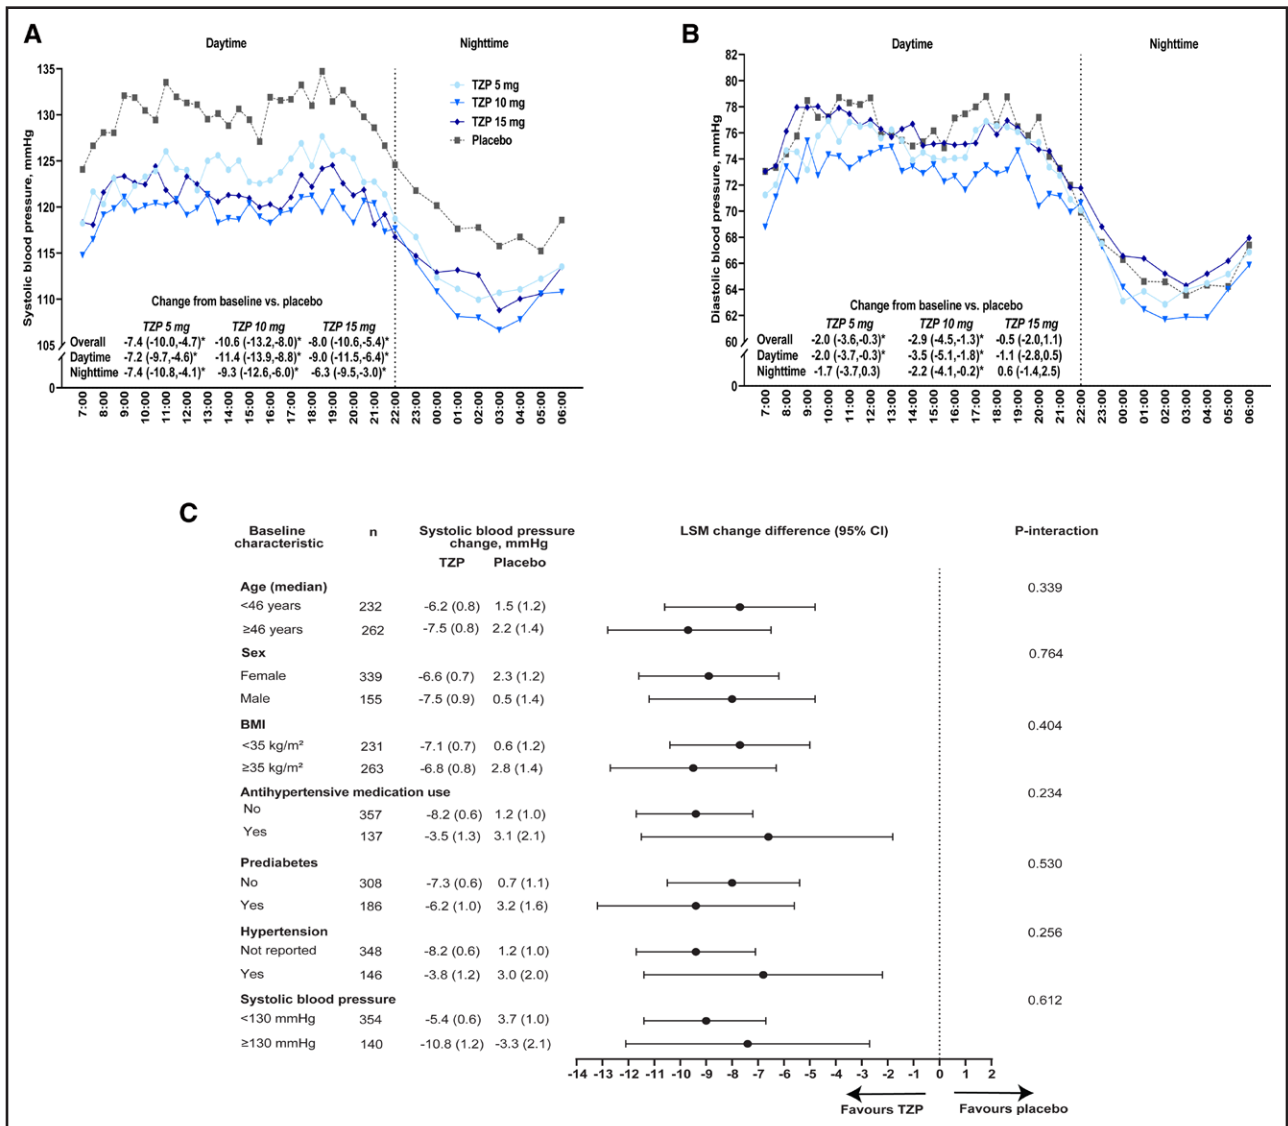 A
Daytime Nighttime
Systolic blood pressure, mmHg
135
130
125
120
115
110
105
0
TZP 5 mg
TZP 10 mg
TZP 15 mg
Placebo
Change from baseline vs. placebo
TZP 5 mg TZP 10 mg TZP 15 mg
Overall -7.4 (-10.0,-4.7)* -10.6 (-13.2,-8.0)* -8.0 (-10.6,-5.4)*
Daytime -7.2 (-9.7,-4.6)* -11.4 (-13.9,-8.8)* -9.0 (-11.5,-6.4)*
Nighttime -7.4 (-10.8,-4.1)* -9.3 (-12.6,-6.0)* -6.3 (-9.5,-3.0)*
7:00 8:00 9:00 10:00 11:00 12:00 13:00 14:00 15:00 16:00 17:00 18:00 19:00 20:00 21:00 22:00 23:00 00:00 01:00 02:00 03:00 04:00 05:00 06:00
B
Daytime Nighttime
Diastolic blood pressure, mmHg
82
80
78
76
74
72
70
68
66
64
62
60
0
Change from baseline vs. placebo
TZP 5 mg TZP 10 mg TZP 15 mg
Overall -2.0 (-3.6,-0.3)* -2.9 (-4.5,-1.3)* -0.5 (-2.0,1.1)
Daytime -2.0 (-3.7,-0.3)* -3.5 (-5.1,-1.8)* -1.1 (-2.8,0.5)
Nighttime -1.7 (-3.7,0.3) -2.2 (-4.1,-0.2)* 0.6 (-1.4,2.5)
7:00 8:00 9:00 10:00 11:00 12:00 13:00 14:00 15:00 16:00 17:00 18:00 19:00 20:00 21:00 22:00 23:00 00:00 01:00 02:00 03:00 04:00 05:00 06:00
C
Baseline characteristic n Systolic blood pressure change, mmHg LSM change difference (95% CI) P-interaction
TZP Placebo
Age (median) 0.339
<46 years 232 -6.2 (0.8) 1.5 (1.2)
≥46 years 262 -7.5 (0.8) 2.2 (1.4)
Sex 0.764
Female 339 -6.6 (0.7) 2.3 (1.2)
Male 155 -7.5 (0.9) 0.5 (1.4)
BMI 0.404
<35 kg/m² 231 -7.1 (0.7) 0.6 (1.2)
≥35 kg/m² 263 -6.8 (0.8) 2.8 (1.4)
Antihypertensive medication use 0.234
No 357 -8.2 (0.6) 1.2 (1.0)
Yes 137 -3.5 (1.3) 3.1 (2.1)
Prediabetes 0.530
No 308 -7.3 (0.6) 0.7 (1.1)
Yes 186 -6.2 (1.0) 3.2 (1.6)
Hypertension 0.256
Not reported 348 -8.2 (0.6) 1.2 (1.0)
Yes 146 -3.8 (1.2) 3.0 (2.0)
Systolic blood pressure 0.612
<130 mmHg 354 -5.4 (0.6) 3.7 (1.0)
≥130 mmHg 140 -10.8 (1.2) -3.3 (2.1)
-14 -13 -12 -11 -10 -9 -8 -7 -6 -5 -4 -3 -2 -1 0 1 2
Favours TZP Favours placebo